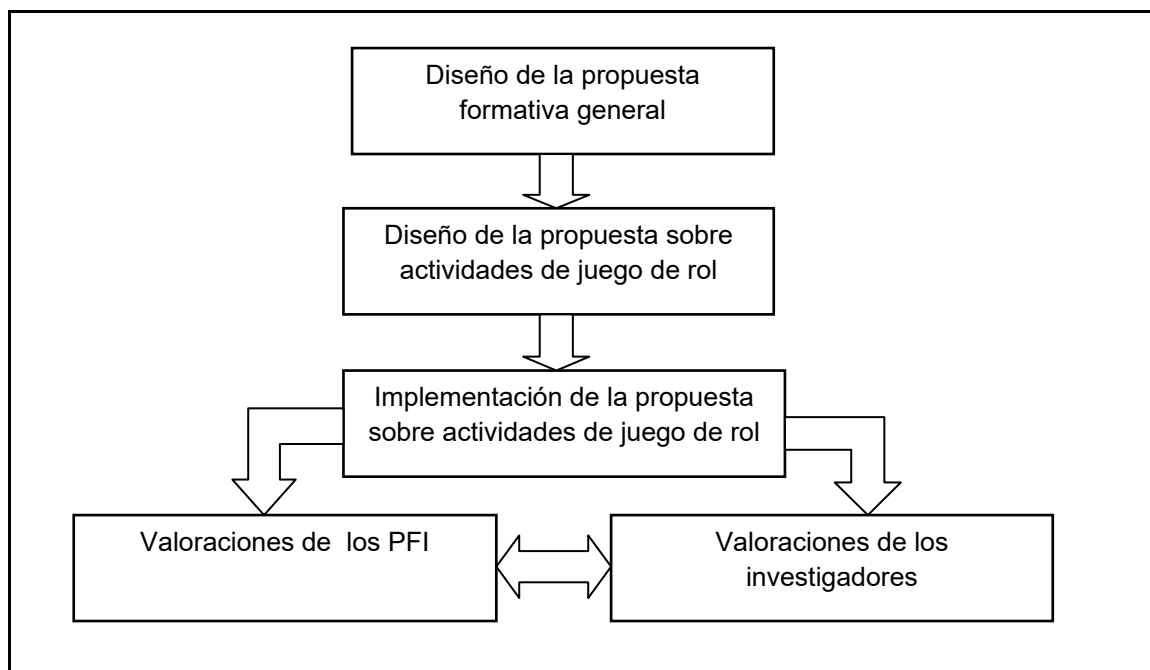 Diseño de la propuesta
formativa general
Diseño de la propuesta sobre
actividades de juego de rol
Implementación de la propuesta
sobre actividades de juego de rol
Valoraciones de  los PFI
Valoraciones de los
investigadores